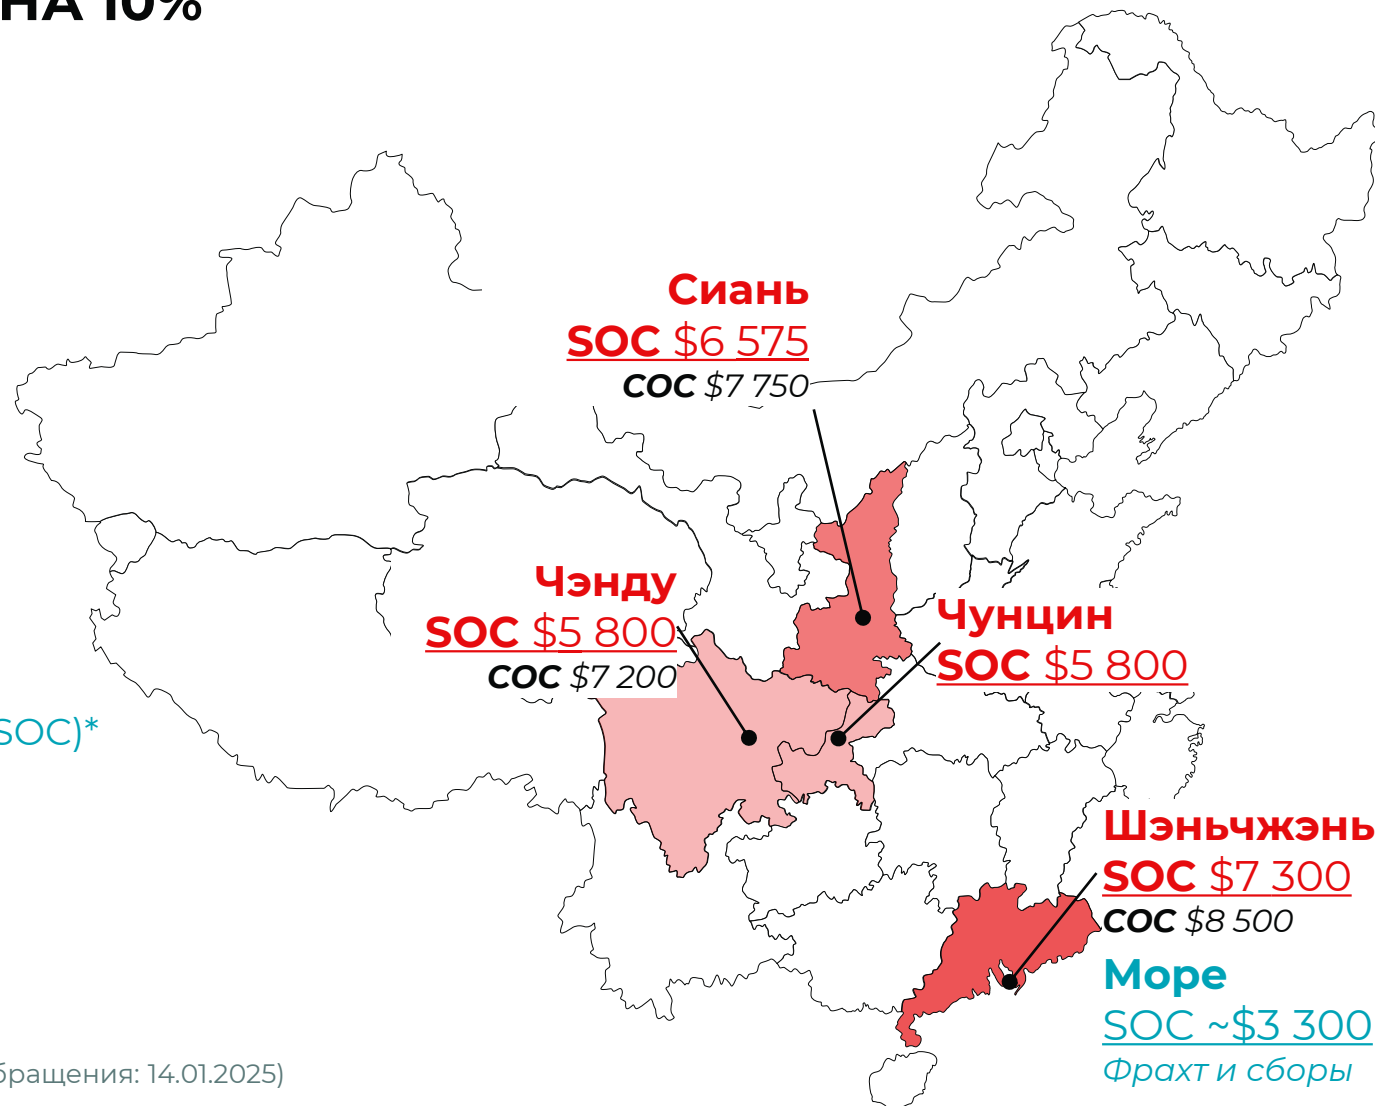 НА 10%
Сиань
SOC $6 575
COC $7 750
Чэнду
SOC $5 800
COC $7 200
Чунцин
SOC $5 800
SOC)*
Шэньчжэнь
SOC $7 300
COC $8 500
Море
SOC ~$3 300
Фрахт и сборы
бращения: 14.01.2025)